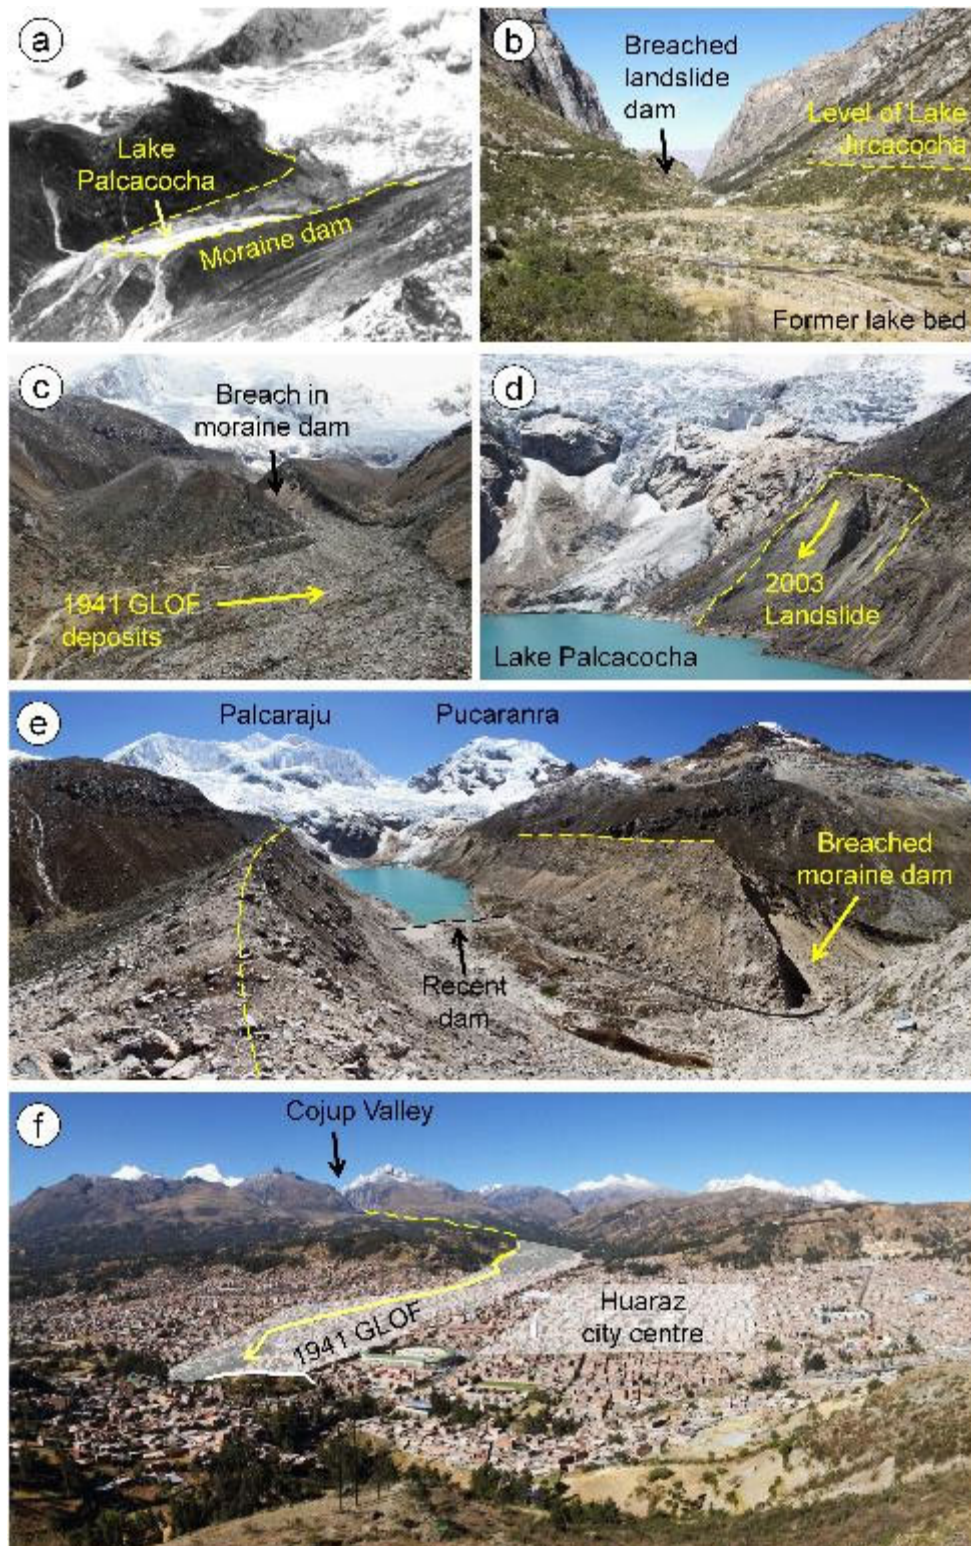 a
Lake
Palcacocha
Moraine dam
b
Breached
landslide
dam
Level of Lake
Jircacocha
Former lake bed
c
Breach in
moraine dam
1941 GLOF
deposits
d
2003
Landslide
Lake Palcacocha
e
Palcaraju
Pucaranra
Breached
moraine dam
Recent
dam
f
Cojup Valley
1941 GLOF
Huaraz
city centre